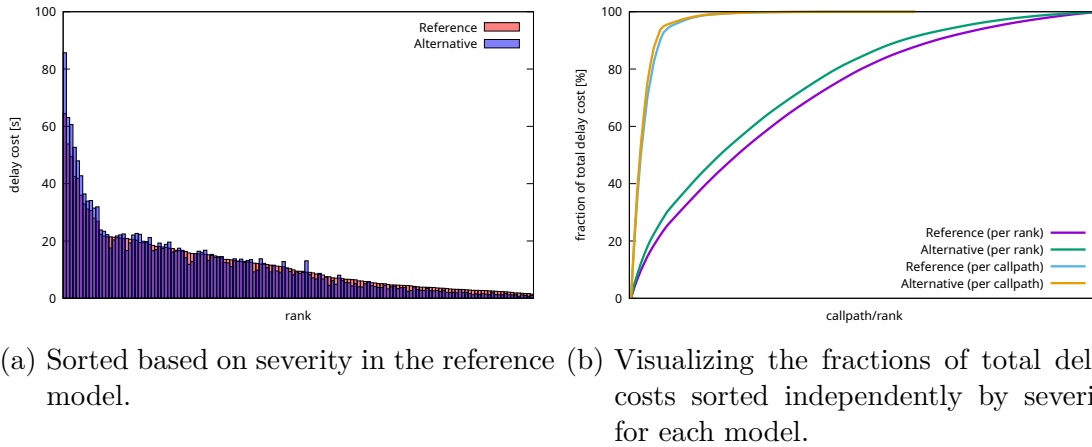 100
80
60
40
20
0
delay cost [s]
rank
Reference
Alternative
100
80
60
40
20
0
fraction of total delay cost [%]
callpath/rank
Reference (per rank)
Alternative (per rank)
Reference (per callpath)
Alternative (per callpath)
(a) Sorted based on severity in the reference
model.
(b) Visualizing the fractions of total del
costs sorted independently by severi
for each model.